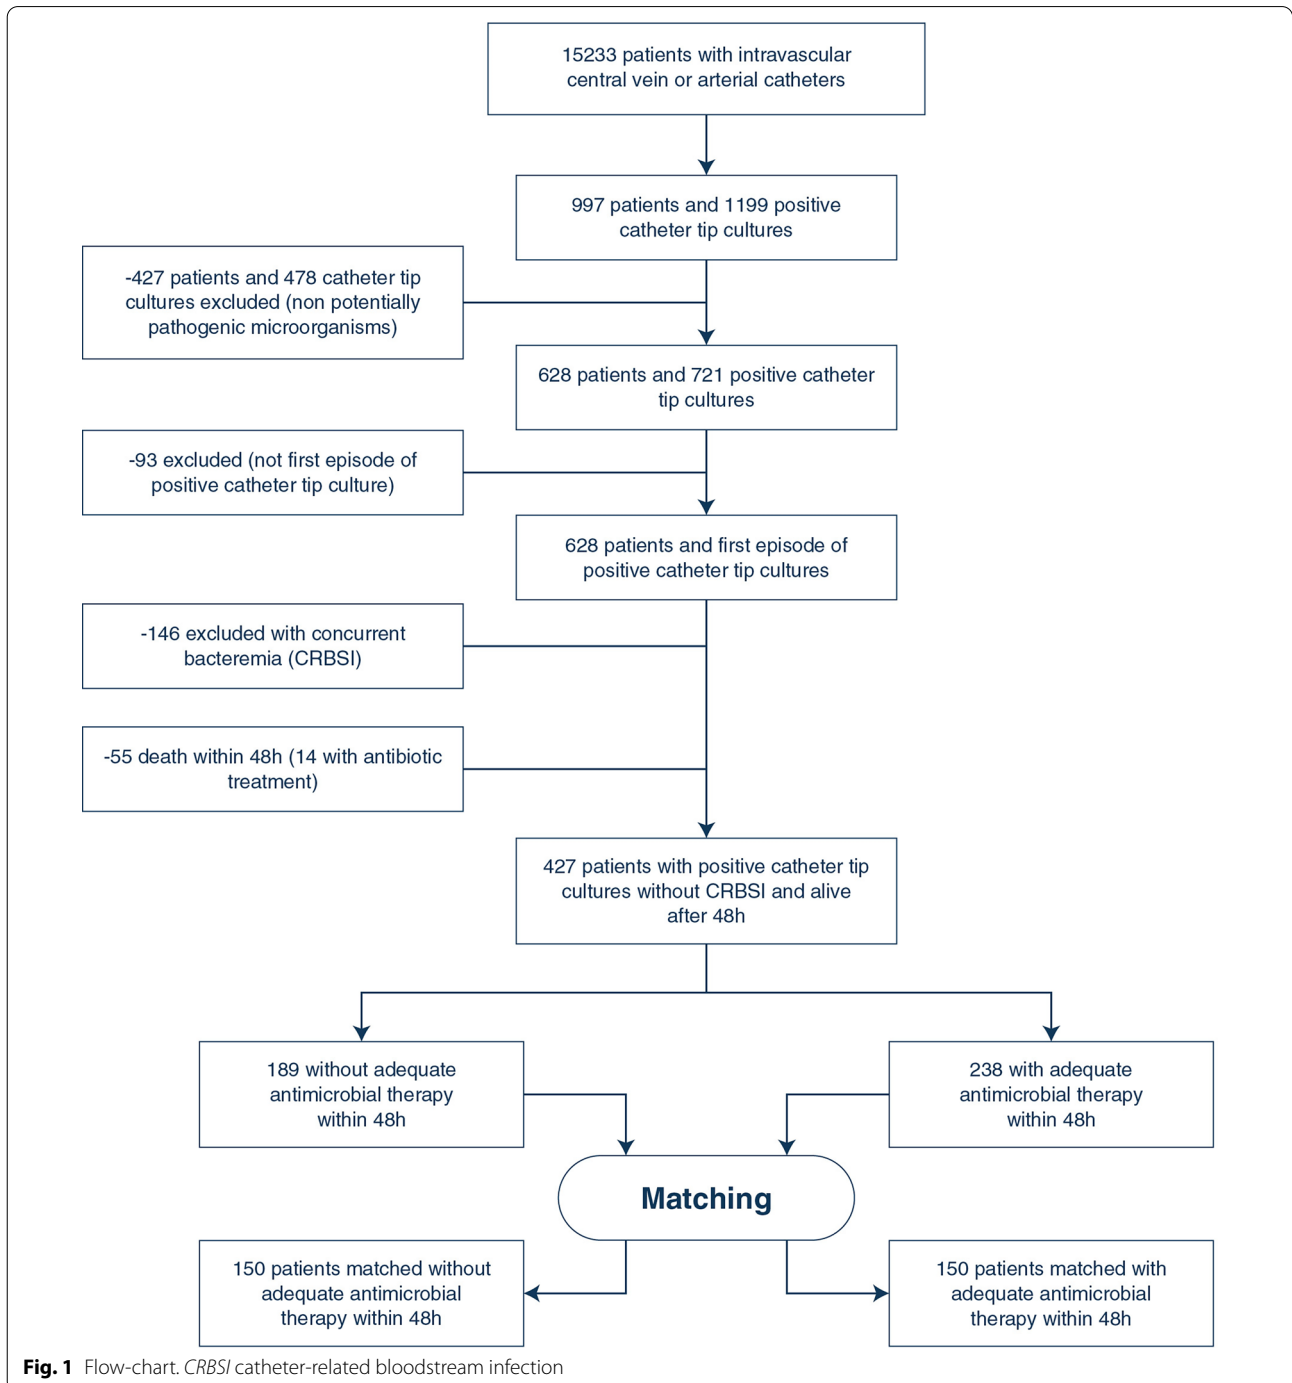 15233 patients with intravascular
central vein or arterial catheters
997 patients and 1199 positive
catheter tip cultures
-427 patients and 478 catheter tip
cultures excluded (non potentially
pathogenic microorganisms)
628 patients and 721 positive catheter
tip cultures
-93 excluded (not first episode of
positive catheter tip culture)
628 patients and first episode of
positive catheter tip cultures
-146 excluded with concurrent
bacteremia (CRBSI)
-55 death within 48h (14 with antibiotic
treatment)
427 patients with positive catheter tip
cultures without CRBSI and alive
after 48h
189 without adequate
antimicrobial therapy
within 48h
238 with adequate
antimicrobial therapy
within 48h
Matching
150 patients matched without
adequate antimicrobial
therapy within 48h
150 patients matched with
adequate antimicrobial
therapy within 48h
Fig. 1 Flow-chart. CRBSI catheter-related bloodstream infection